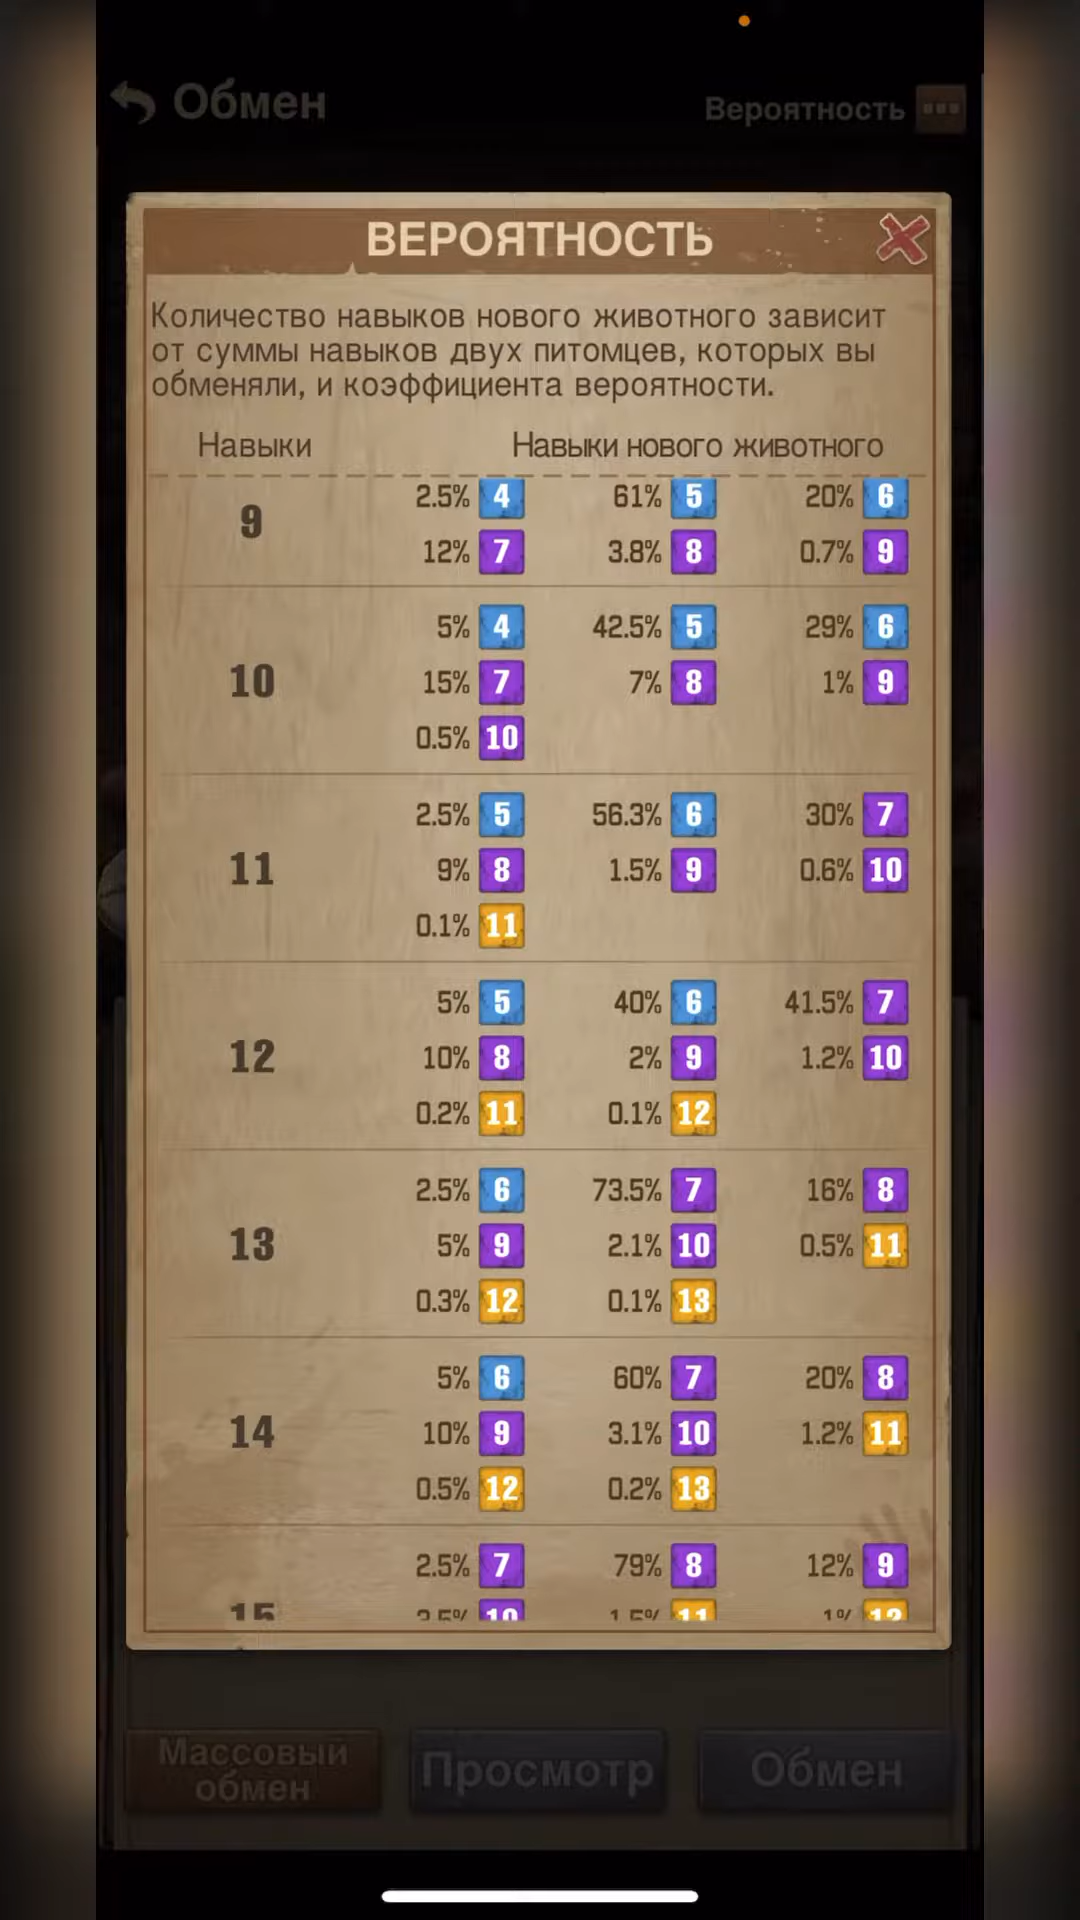 Обмен
Вероятность
ВЕРОЯТНОСТЬ
Количество навыков нового животного зависит
от суммы навыков двух питомцев, которых вы
обменяли, и коэффициента вероятности.
Навыки Навыки нового животного
9
2.5% 4 61% 5 20% 6
12% 7 3.8% 8 0.7% 9
10
5% 4 42.5% 5 29% 6
15% 7 7% 8 1% 9
0.5% 10
11
2.5% 5 56.3% 6 30% 7
9% 8 1.5% 9 0.6% 10
0.1% 11
12
5% 5 40% 6 41.5% 7
10% 8 2% 9 1.2% 10
0.2% 11 0.1% 12
13
2.5% 6 73.5% 7 16% 8
5% 9 2.1% 10 0.5% 11
0.3% 12 0.1% 13
14
5% 6 60% 7 20% 8
10% 9 3.1% 10 1.2% 11
0.5% 12 0.2% 13
15
2.5% 7 79% 8 12% 9
10 1.5% 11 1% 12
Массовый
обмен
Просмотр
Обмен